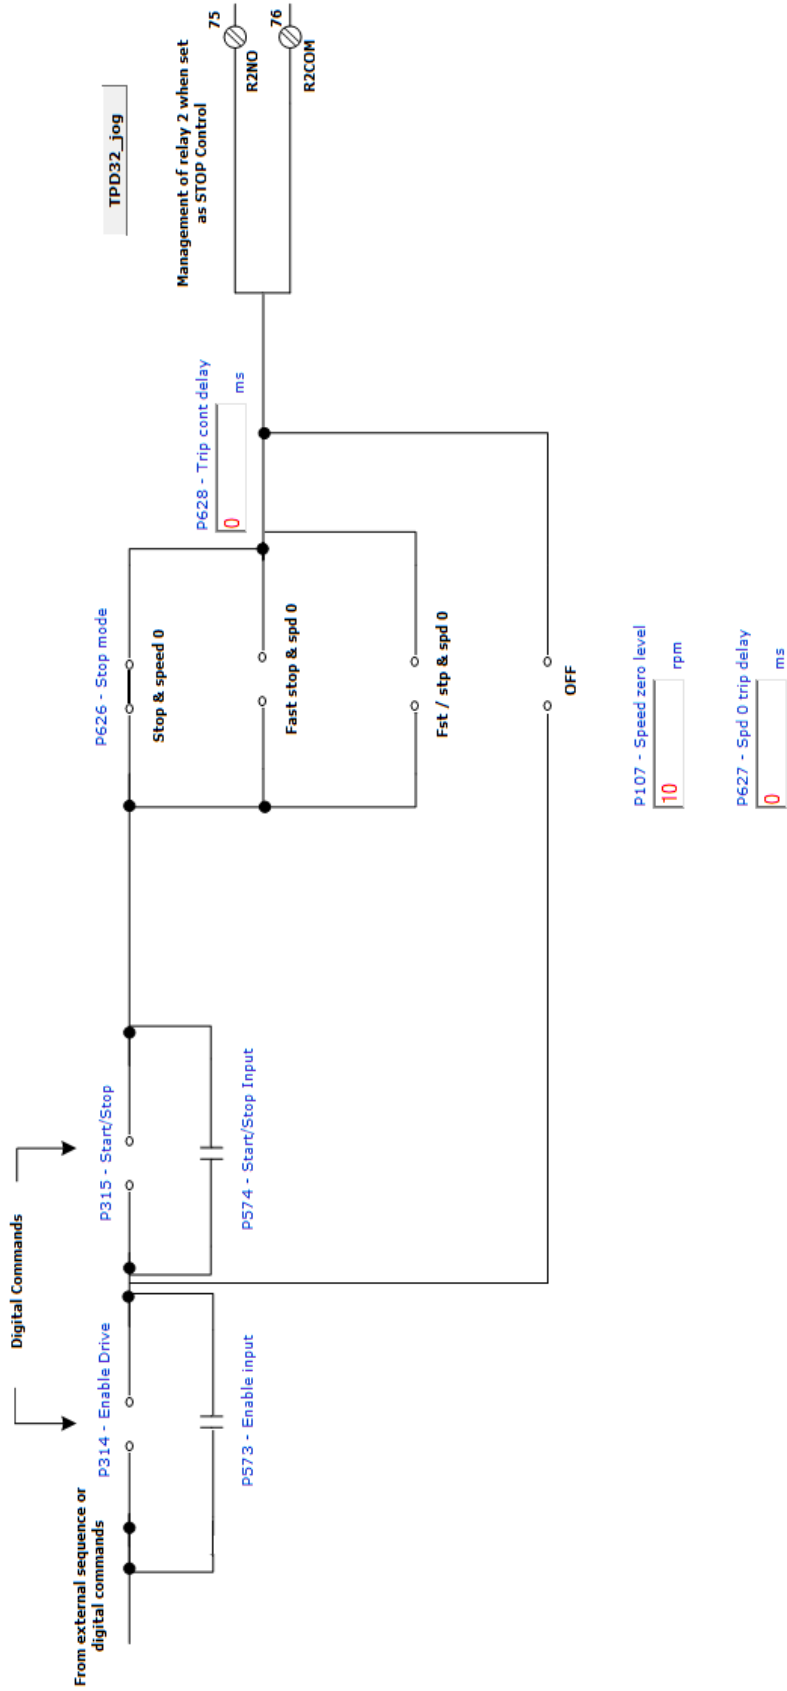 TPD32_jog
Digital Commands
From external sequence or
digital commands
P314 - Enable Drive
P573 - Enable input
P315 - Start/Stop
P574 - Start/Stop Input
P626 - Stop mode
Stop & speed 0
Fast stop & spd 0
Fst / stp & spd 0
OFF
P628 - Trip cont delay
0
ms
Management of relay 2 when set
as STOP Control
75
R2NO
76
R2COM
P107 - Speed zero level
10
rpm
P627 - Spd 0 trip delay
0
ms